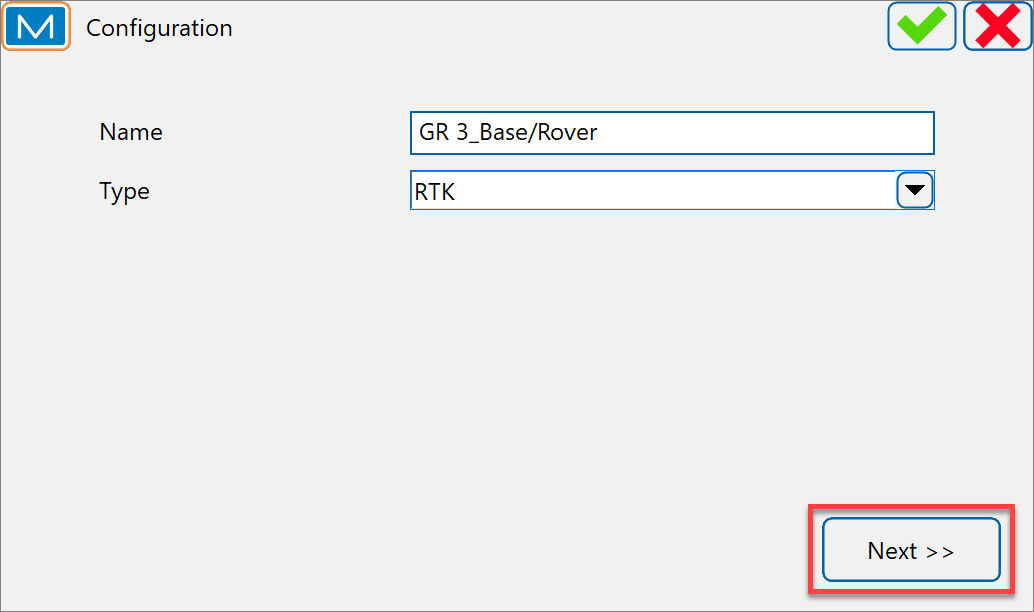 Configuration
Name
GR 3_Base/Rover
Type
RTK
Next >>